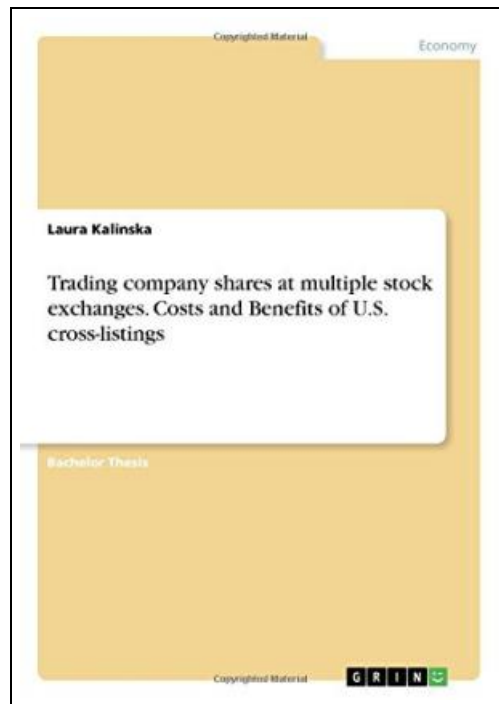 Copyrighted Material
Economy
Laura Kalinska
Trading company shares at multiple stock
exchanges. Costs and Benefits of U.S.
cross-listings
Bachelor Thesis
Copyrighted Material
GRIN